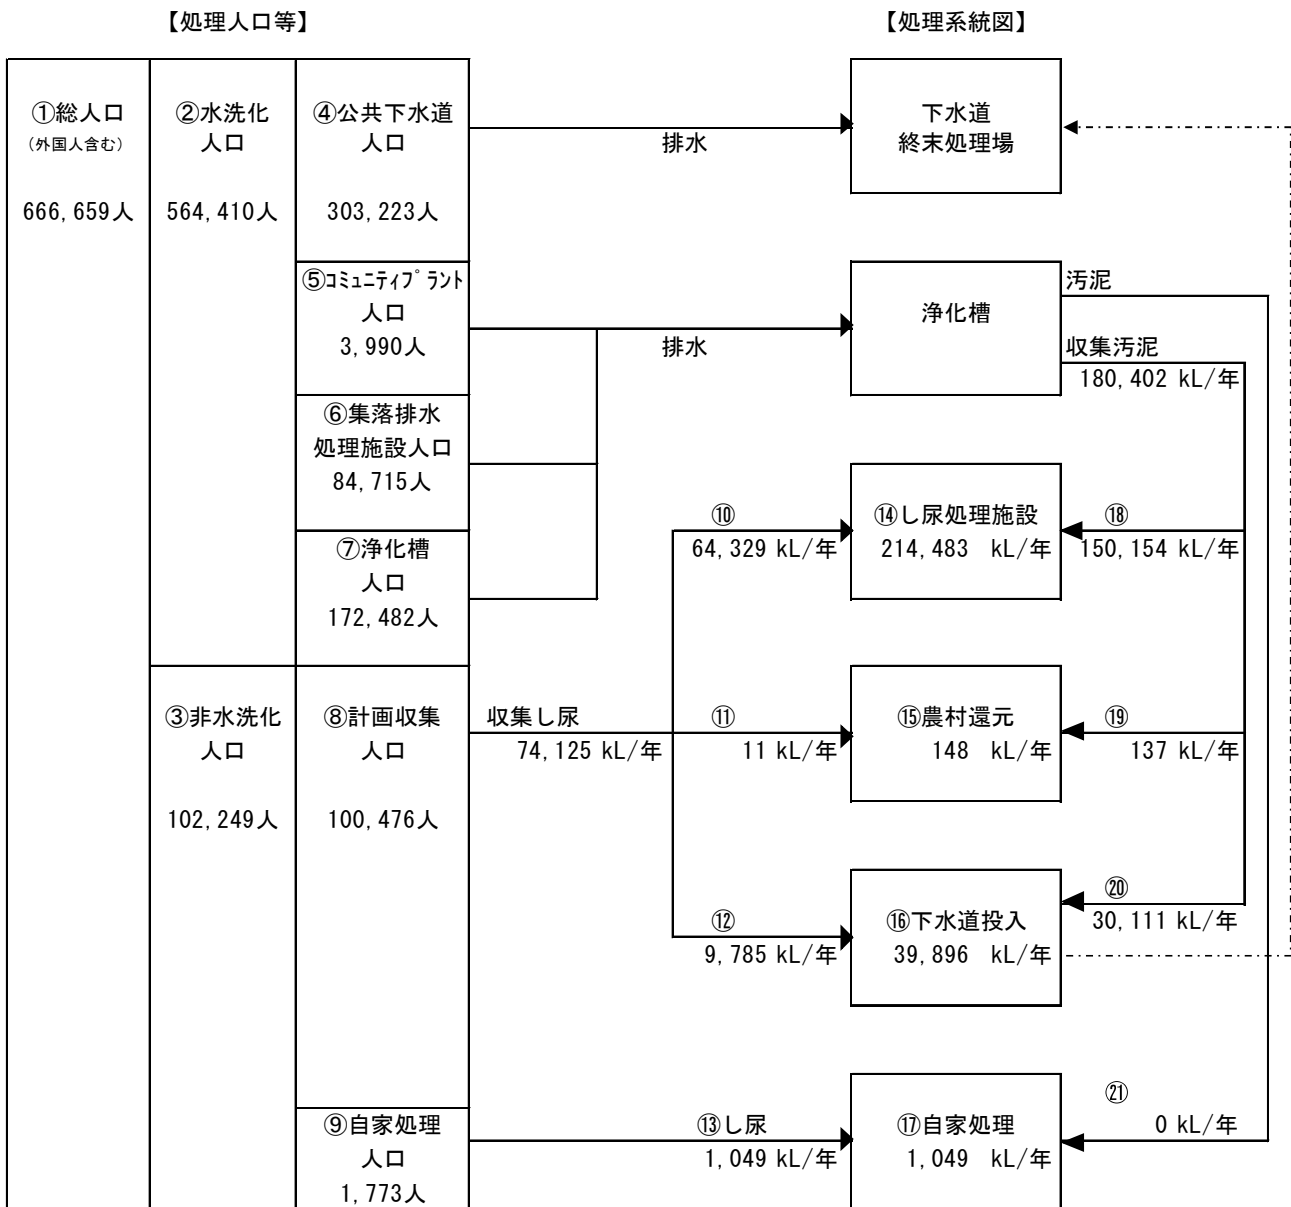 【処理人口等】
【処理系統図】
①総人口
（外国人含む）
666,659人
②水洗化
人口
564,410人
④公共下水道
人口
303,223人
⑤ｺﾐｭﾆﾃｨﾌﾟﾗﾝﾄ
人口
3,990人
⑥集落排水
処理施設人口
84,715人
⑦浄化槽
人口
172,482人
③非水洗化
人口
102,249人
⑧計画収集
人口
100,476人
⑨自家処理
人口
1,773人
排水
下水道
終末処理場
排水
浄化槽
汚泥
収集汚泥
180,402 kL/年
⑩
64,329 kL/年
⑭し尿処理施設
214,483 kL/年
⑱
150,154 kL/年
収集し尿
74,125 kL/年
⑪
11 kL/年
⑮農村還元
148 kL/年
⑲
137 kL/年
⑫
9,785 kL/年
⑯下水道投入
39,896 kL/年
⑳
30,111 kL/年
⑬し尿
1,049 kL/年
⑰自家処理
1,049 kL/年
㉑
0 kL/年